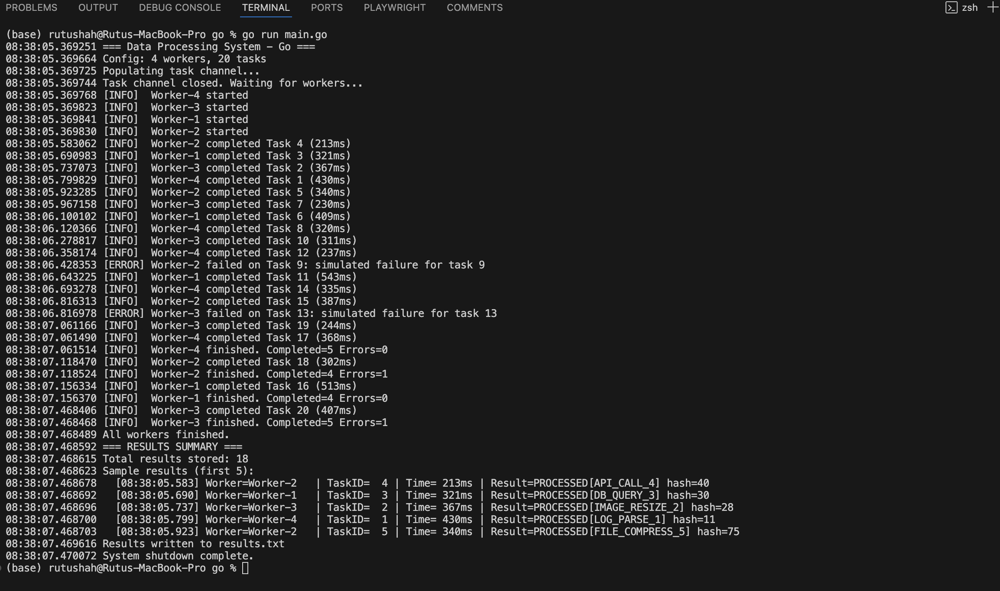 PROBLEMS OUTPUT DEBUG CONSOLE TERMINAL PORTS PLAYWRIGHT COMMENTS zsh
(base) rutushah@Rutus-MacBook-Pro go % go run main.go
08:38:05.369251 === Data Processing System - Go ===
08:38:05.369664 Config: 4 workers, 20 tasks
08:38:05.369725 Populating task channel...
08:38:05.369744 Task channel closed. Waiting for workers...
08:38:05.369768 [INFO]  Worker-4 started
08:38:05.369823 [INFO]  Worker-3 started
08:38:05.369841 [INFO]  Worker-1 started
08:38:05.369830 [INFO]  Worker-2 started
08:38:05.583062 [INFO]  Worker-2 completed Task 4 (213ms)
08:38:05.690983 [INFO]  Worker-1 completed Task 3 (321ms)
08:38:05.737073 [INFO]  Worker-3 completed Task 2 (367ms)
08:38:05.799829 [INFO]  Worker-4 completed Task 1 (430ms)
08:38:05.923285 [INFO]  Worker-2 completed Task 5 (340ms)
08:38:05.967158 [INFO]  Worker-3 completed Task 7 (230ms)
08:38:06.100102 [INFO]  Worker-1 completed Task 6 (409ms)
08:38:06.120366 [INFO]  Worker-4 completed Task 8 (320ms)
08:38:06.278817 [INFO]  Worker-3 completed Task 10 (311ms)
08:38:06.358174 [INFO]  Worker-4 completed Task 12 (237ms)
08:38:06.428353 [ERROR] Worker-2 failed on Task 9: simulated failure for task 9
08:38:06.643225 [INFO]  Worker-1 completed Task 11 (543ms)
08:38:06.693278 [INFO]  Worker-4 completed Task 14 (335ms)
08:38:06.816313 [INFO]  Worker-2 completed Task 15 (387ms)
08:38:06.816978 [ERROR] Worker-3 failed on Task 13: simulated failure for task 13
08:38:07.061166 [INFO]  Worker-3 completed Task 19 (244ms)
08:38:07.061490 [INFO]  Worker-4 completed Task 17 (368ms)
08:38:07.061514 [INFO]  Worker-4 finished. Completed=5 Errors=0
08:38:07.118470 [INFO]  Worker-2 completed Task 18 (302ms)
08:38:07.118524 [INFO]  Worker-2 finished. Completed=4 Errors=1
08:38:07.156334 [INFO]  Worker-1 completed Task 16 (513ms)
08:38:07.156370 [INFO]  Worker-1 finished. Completed=4 Errors=0
08:38:07.468406 [INFO]  Worker-3 completed Task 20 (407ms)
08:38:07.468468 [INFO]  Worker-3 finished. Completed=5 Errors=1
08:38:07.468489 All workers finished.
08:38:07.468592 === RESULTS SUMMARY ===
08:38:07.468615 Total results stored: 18
08:38:07.468623 Sample results (first 5):
08:38:07.468678   [08:38:05.583] Worker=Worker-2   | TaskID=  4 | Time= 213ms | Result=PROCESSED[API_CALL_4] hash=40
08:38:07.468692   [08:38:05.690] Worker=Worker-1   | TaskID=  3 | Time= 321ms | Result=PROCESSED[DB_QUERY_3] hash=30
08:38:07.468696   [08:38:05.737] Worker=Worker-3   | TaskID=  2 | Time= 367ms | Result=PROCESSED[IMAGE_RESIZE_2] hash=28
08:38:07.468700   [08:38:05.799] Worker=Worker-4   | TaskID=  1 | Time= 430ms | Result=PROCESSED[LOG_PARSE_1] hash=11
08:38:07.468703   [08:38:05.923] Worker=Worker-2   | TaskID=  5 | Time= 340ms | Result=PROCESSED[FILE_COMPRESS_5] hash=75
08:38:07.469616 Results written to results.txt
08:38:07.470072 System shutdown complete.
(base) rutushah@Rutus-MacBook-Pro go %